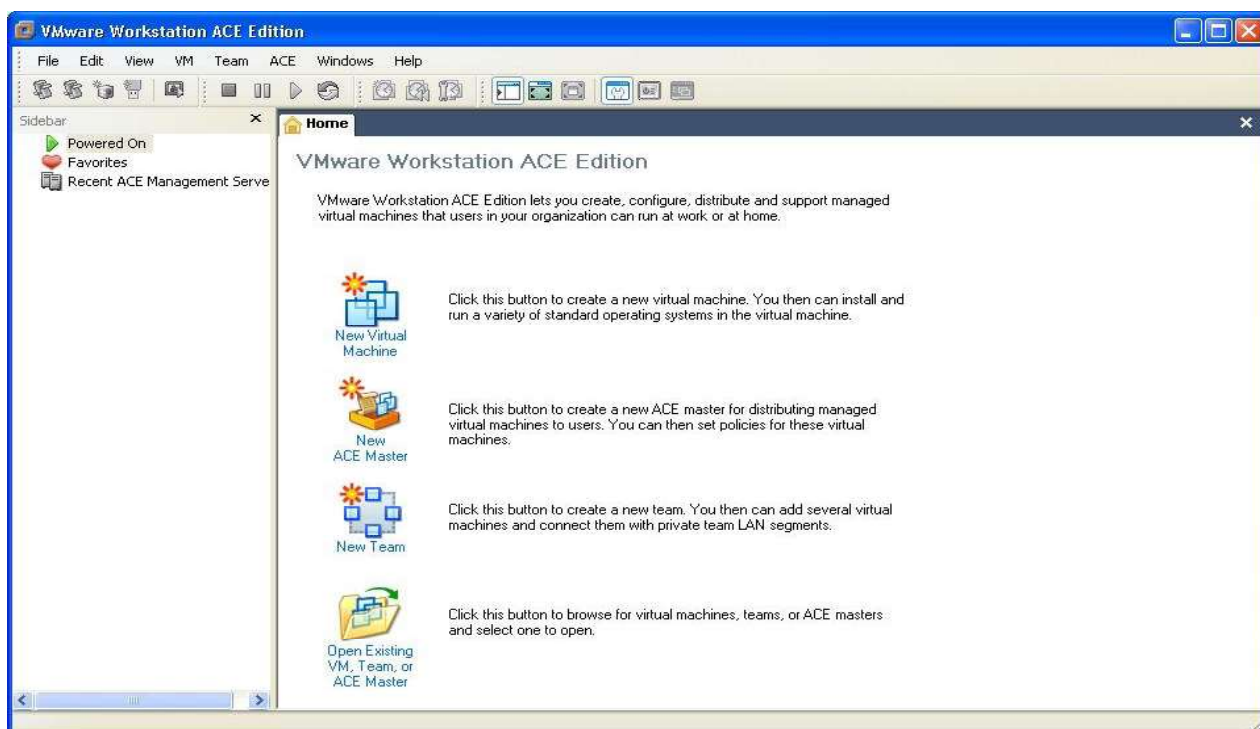 VMware Workstation ACE Edition
File Edit View VM Team ACE Windows Help
Sidebar
Powered On
Favorites
Recent ACE Management Serve
Home
VMware Workstation ACE Edition
VMware Workstation ACE Edition lets you create, configure, distribute and support managed
virtual machines that users in your organization can run at work or at home.
New Virtual
Machine
Click this button to create a new virtual machine. You then can install and
run a variety of standard operating systems in the virtual machine.
New
ACE Master
Click this button to create a new ACE master for distributing managed
virtual machines to users. You can then set policies for these virtual
machines.
New Team
Click this button to create a new team. You then can add several virtual
machines and connect them with private team LAN segments.
Open Existing
VM, Team, or
ACE Master
Click this button to browse for virtual machines, teams, or ACE masters
and select one to open.